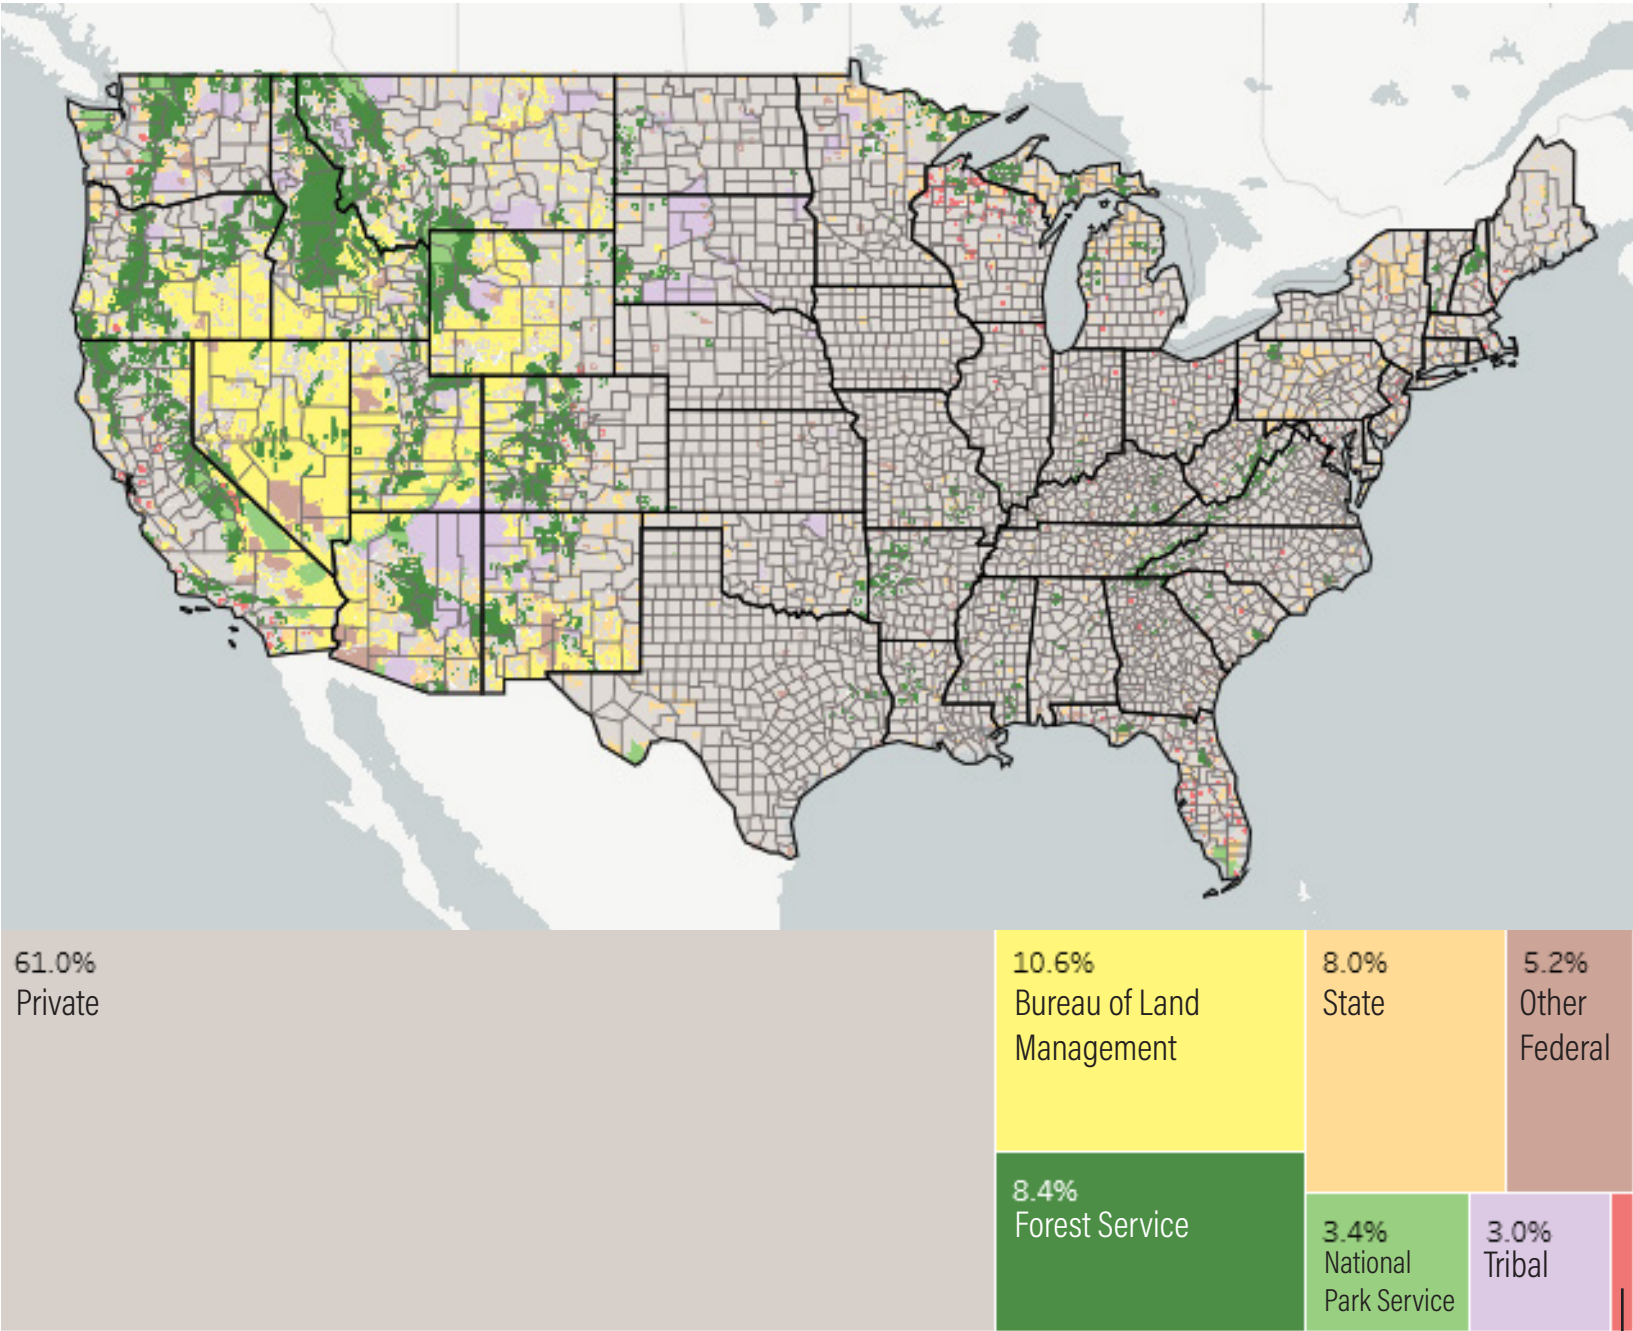 61.0%
Private
10.6%
Bureau of Land
Management
8.4%
Forest Service
8.0%
State
5.2%
Other
Federal
3.4%
National
Park Service
3.0%
Tribal